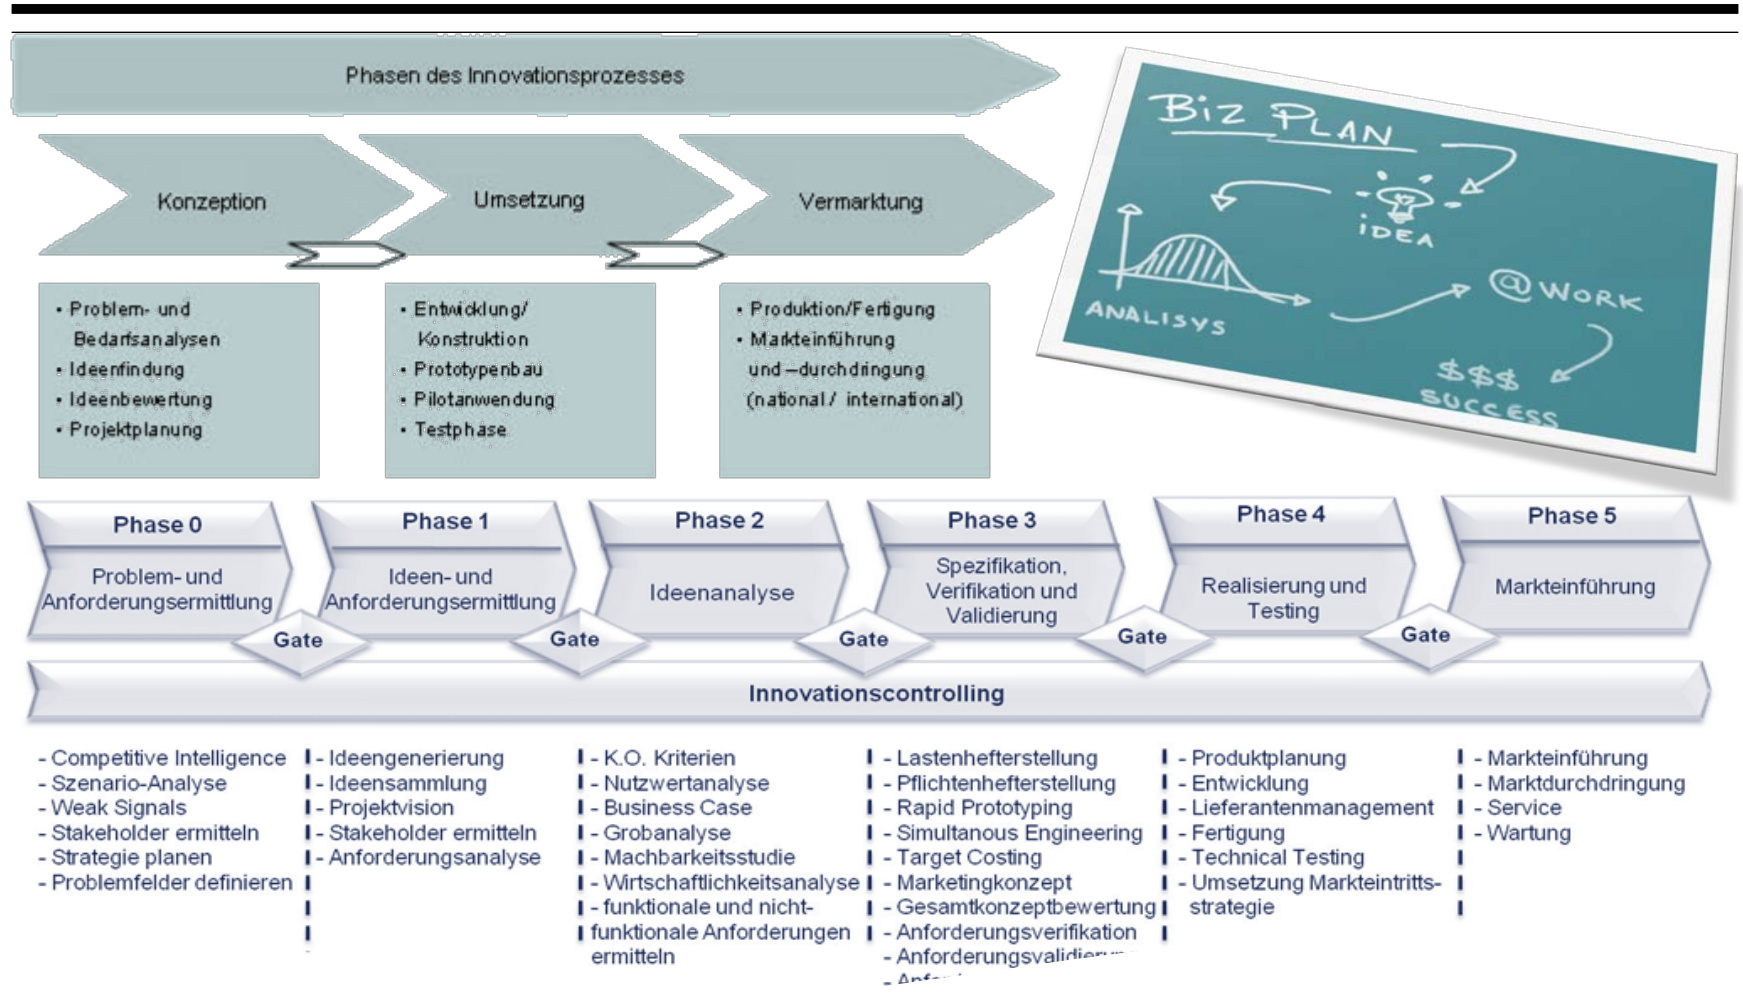 Phasen des Innovationsprozesses
Konzeption
Umsetzung
Vermarktung
• Problem- und
Bedarfsanalysen
• Ideenfindung
• Ideenbewertung
• Projektplanung
• Entwicklung/
Konstruktion
• Prototypenbau
• Pilotanwendung
• Testphase
• Produktion/Fertigung
• Markteinführung
und –durchdringung
(national / international)
BIZ PLAN
IDEA
ANALISYS
@WORK
$$$
SUCCESS
Phase 0
Problem- und
Anforderungsermittlung
Phase 1
Ideen- und
Anforderungsermittlung
Phase 2
Ideenanalyse
Phase 3
Spezifikation,
Verifikation und
Validierung
Phase 4
Realisierung und
Testing
Phase 5
Markteinführung
Gate
Gate
Gate
Gate
Gate
Innovationscontrolling
- Competitive Intelligence
- Szenario-Analyse
- Weak Signals
- Stakeholder ermitteln
- Strategie planen
- Problemfelder definieren
- Ideengenerierung
- Ideensammlung
- Projektvision
- Stakeholder ermitteln
- Anforderungsanalyse
- K.O. Kriterien
- Nutzwertanalyse
- Business Case
- Grobanalyse
- Machbarkeitsstudie
- Wirtschaftlichkeitsanalyse
- funktionale und nicht-
funktionale Anforderungen
ermitteln
- Lastenhefterstellung
- Pflichtenhefterstellung
- Rapid Prototyping
- Simultanous Engineering
- Target Costing
- Marketingkonzept
- Gesamtkonzeptbewertung
- Anforderungsverifikation
- Anforderungsvalidierung
- Produktplanung
- Entwicklung
- Lieferantenmanagement
- Fertigung
- Technical Testing
- Umsetzung Markteintritts-
strategie
- Markteinführung
- Marktdurchdringung
- Service
- Wartung